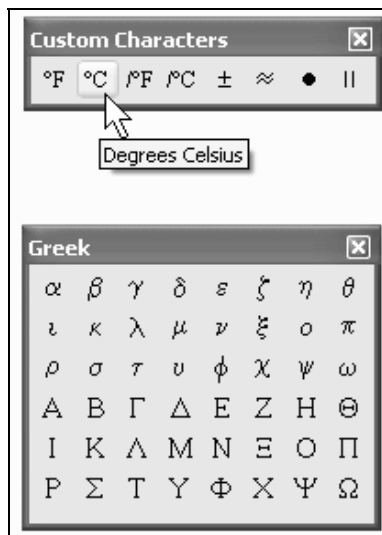 Custom Characters
°F °C /°F /°C ± ≈ ● ||
Degrees Celsius
Greek
α β γ δ ε ζ η θ
ι κ λ μ ν ξ ο π
ρ σ τ υ ϕ χ ψ ω
Α Β Γ Δ Ε Ζ Η Θ
Ι Κ Λ Μ Ν Ξ Ο Π
Ρ Σ Τ Υ Φ Χ Ψ Ω